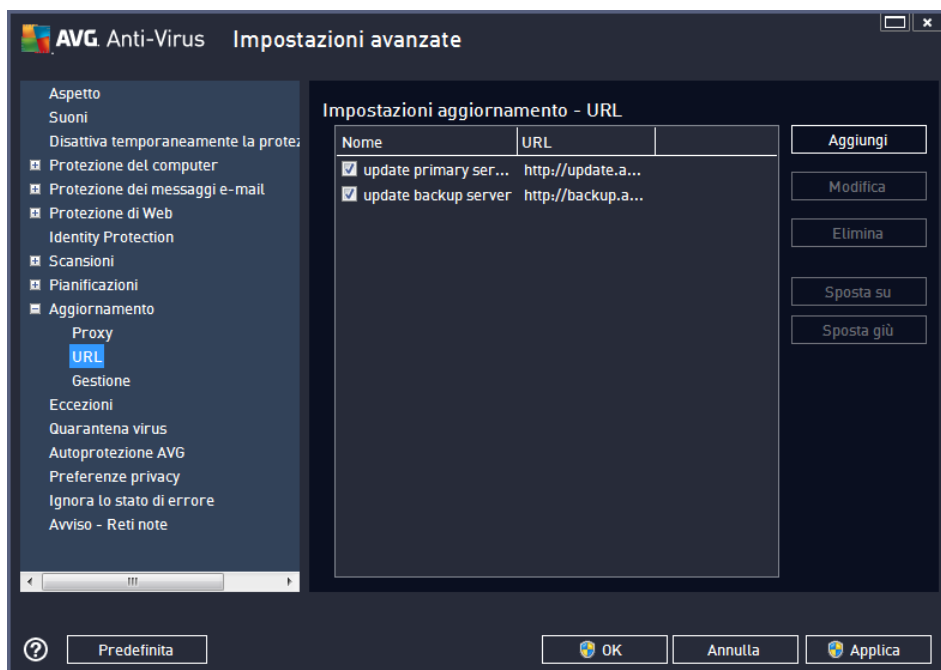 AVG. Anti-Virus Impostazioni avanzate
Aspetto
Suoni
Disattiva temporaneamente la protez
Protezione del computer
Protezione dei messaggi e-mail
Protezione di Web
Identity Protection
Scansioni
Pianificazioni
Aggiornamento
Proxy
URL
Gestione
Eccezioni
Quarantena virus
Autoprotezione AVG
Preferenze privacy
Ignora lo stato di errore
Avviso - Reti note
Impostazioni aggiornamento - URL
Nome URL
update primary ser... http://update.a...
update backup server http://backup.a...
Aggiungi
Modifica
Elimina
Sposta su
Sposta giù
Predefinita
OK
Annulla
Applica